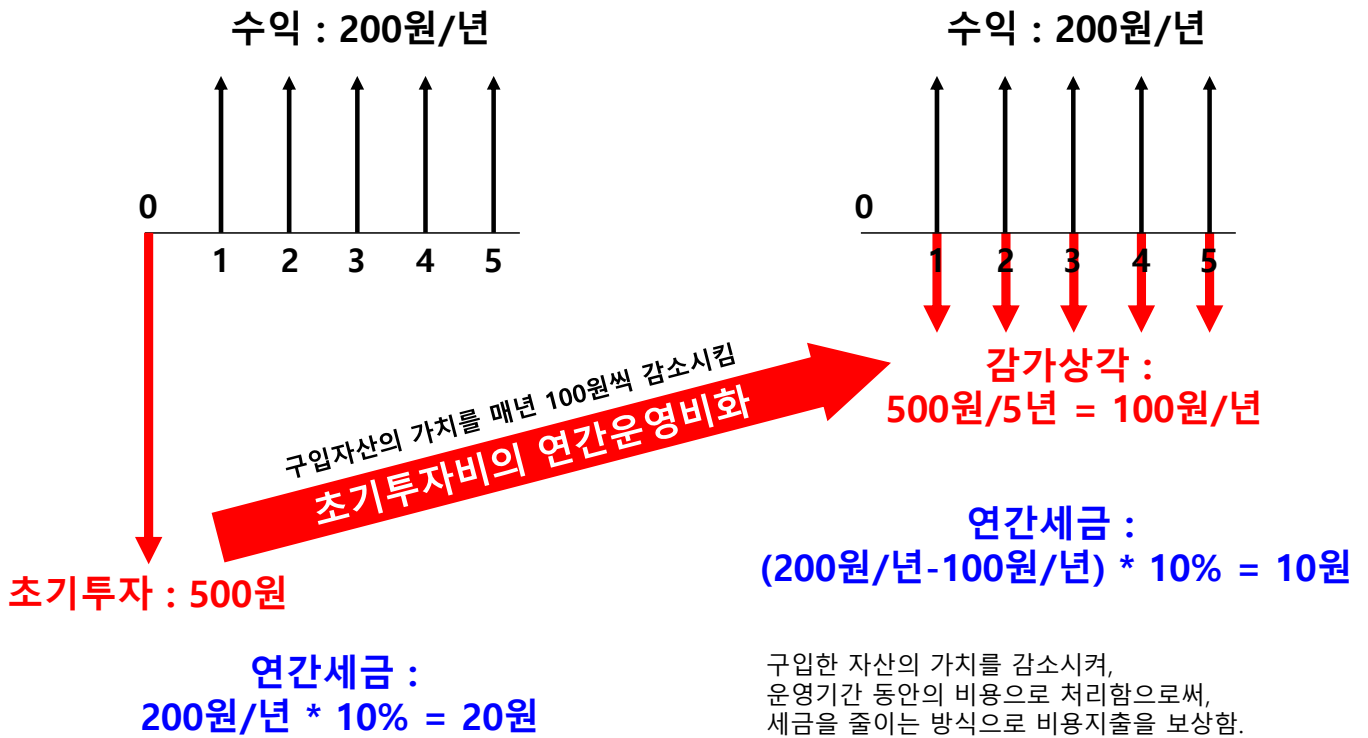 수익 : 200원/년
0
1 2 3 4 5
초기투자 : 500원
연간세금 :
200원/년 * 10% = 20원
구입자산의 가치를 매년 100원씩 감소시킴
초기투자비의 연간운영비화
수익 : 200원/년
0
1 2 3 4 5
감가상각 :
500원/5년 = 100원/년
연간세금 :
(200원/년-100원/년) * 10% = 10원
구입한 자산의 가치를 감소시켜,
운영기간 동안의 비용으로 처리함으로써,
세금을 줄이는 방식으로 비용지출을 보상함.